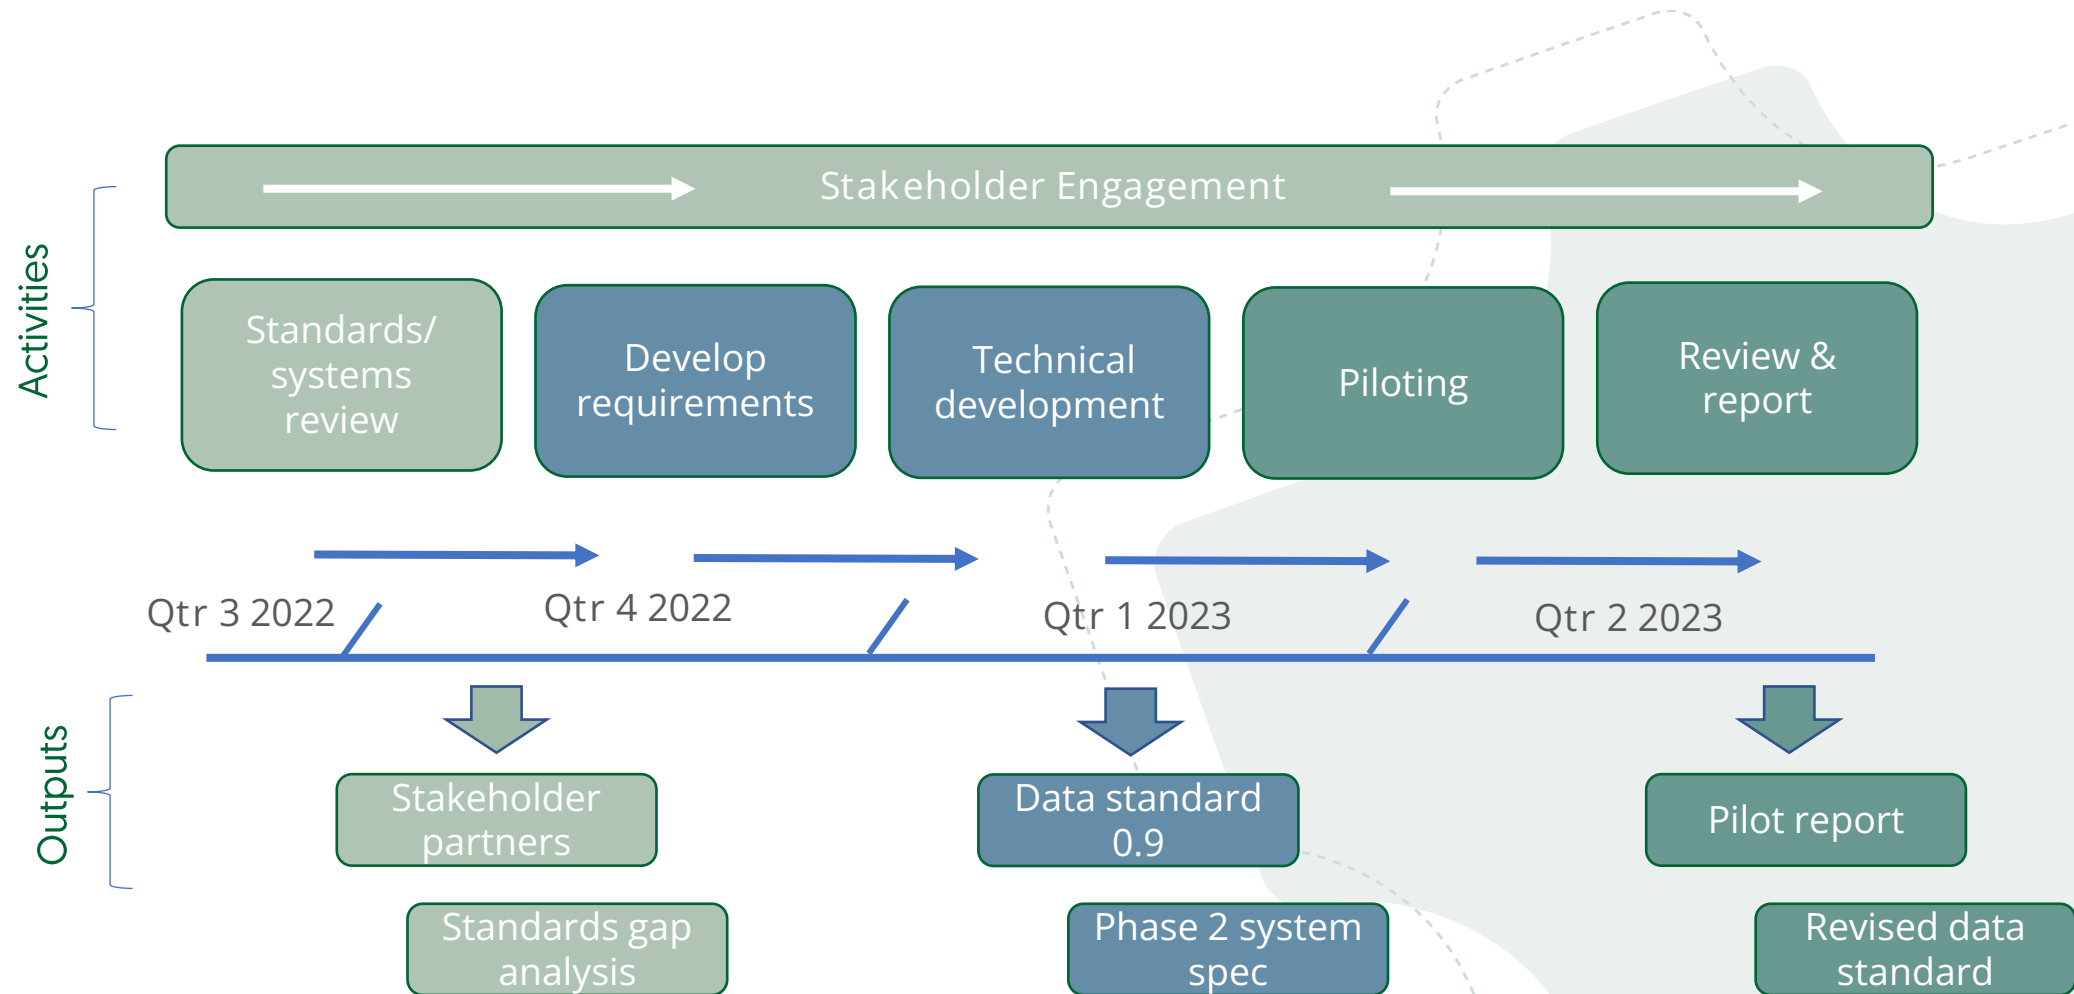 Activities
Stakeholder Engagement
Standards/
systems
review
Develop
requirements
Technical
development
Piloting
Review &
report
Qtr 3 2022
Qtr 4 2022
Qtr 1 2023
Qtr 2 2023
Outputs
Stakeholder
partners
Data standard
0.9
Pilot report
Standards gap
analysis
Phase 2 system
spec
Revised data
standard